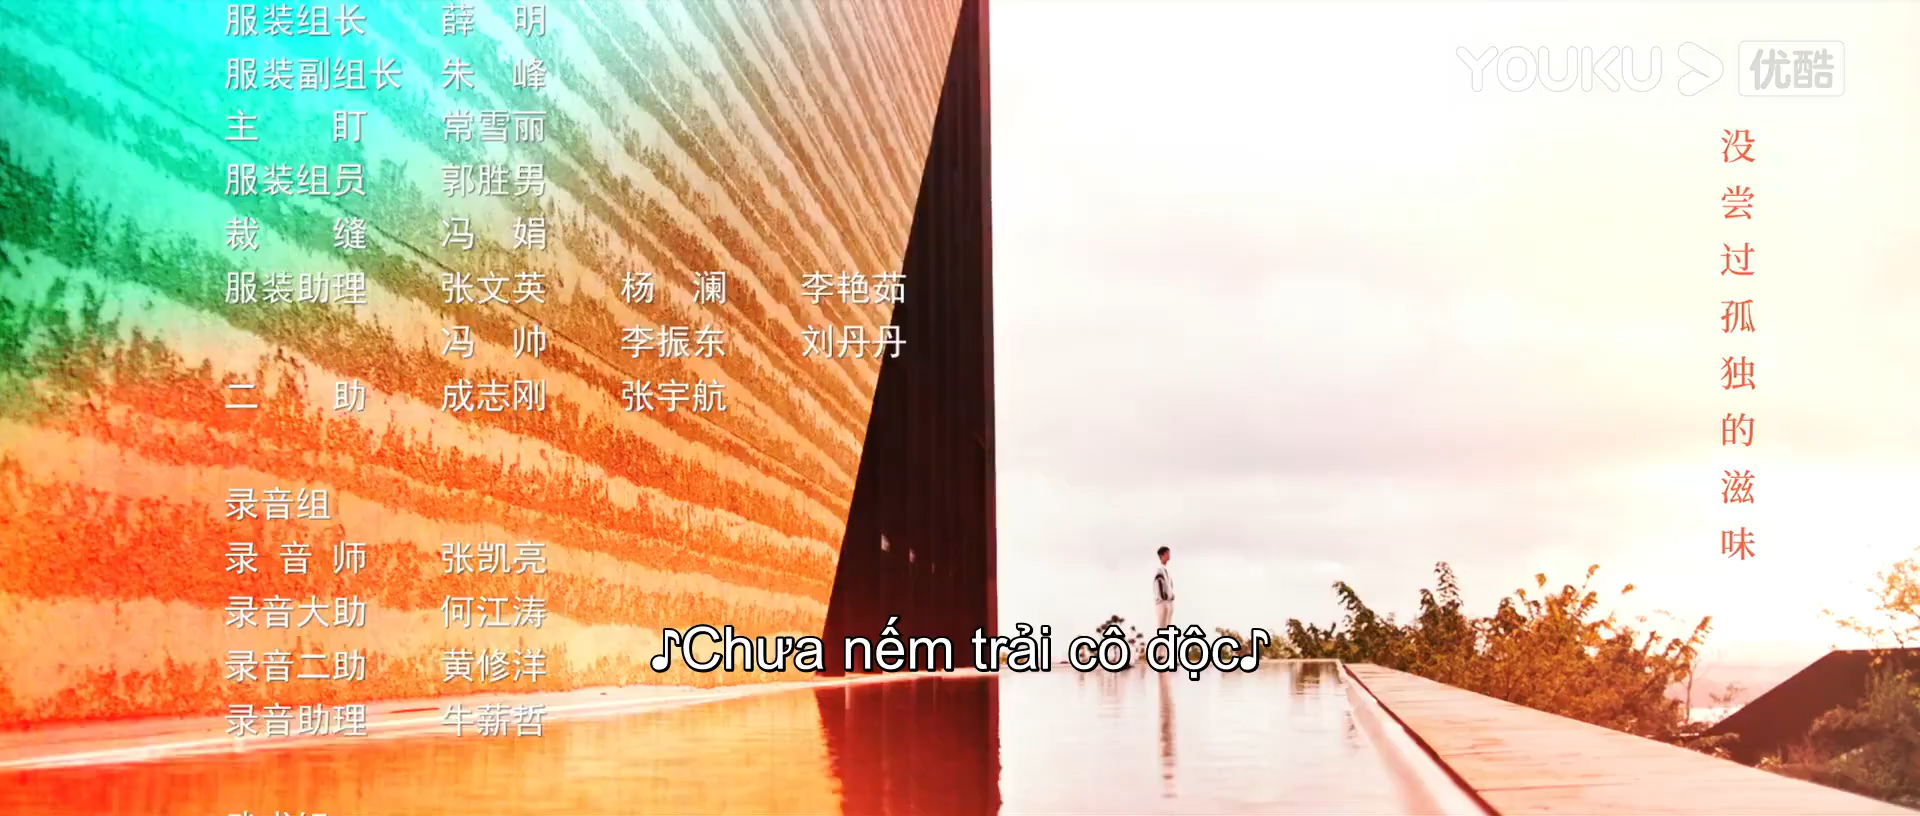 服装组长 薛明
服装副组长 朱峰
主盯 常雪丽
服装组员 郭胜男
裁缝 冯娟
服装助理 张文英 杨澜 李艳茹
冯帅 李振东 刘丹丹
二助 成志刚 张宇航
录音组
录音师 张凯亮
录音大助 何江涛
录音二助 黄修洋
录音助理 牛薪哲
YOUKU 优酷
没尝过孤独的滋味
♪Chưa nếm trải cô độc♪